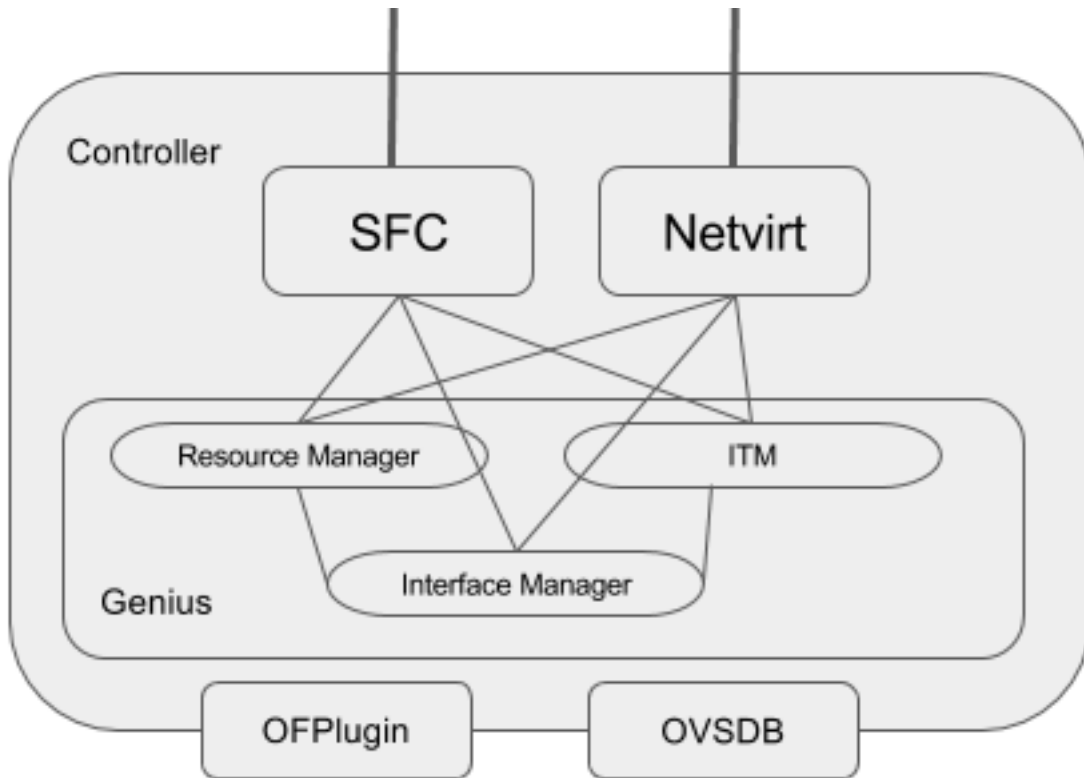 Controller
SFC
Netvirt
Resource Manager
ITM
Interface Manager
Genius
OFPlugin
OVSDB